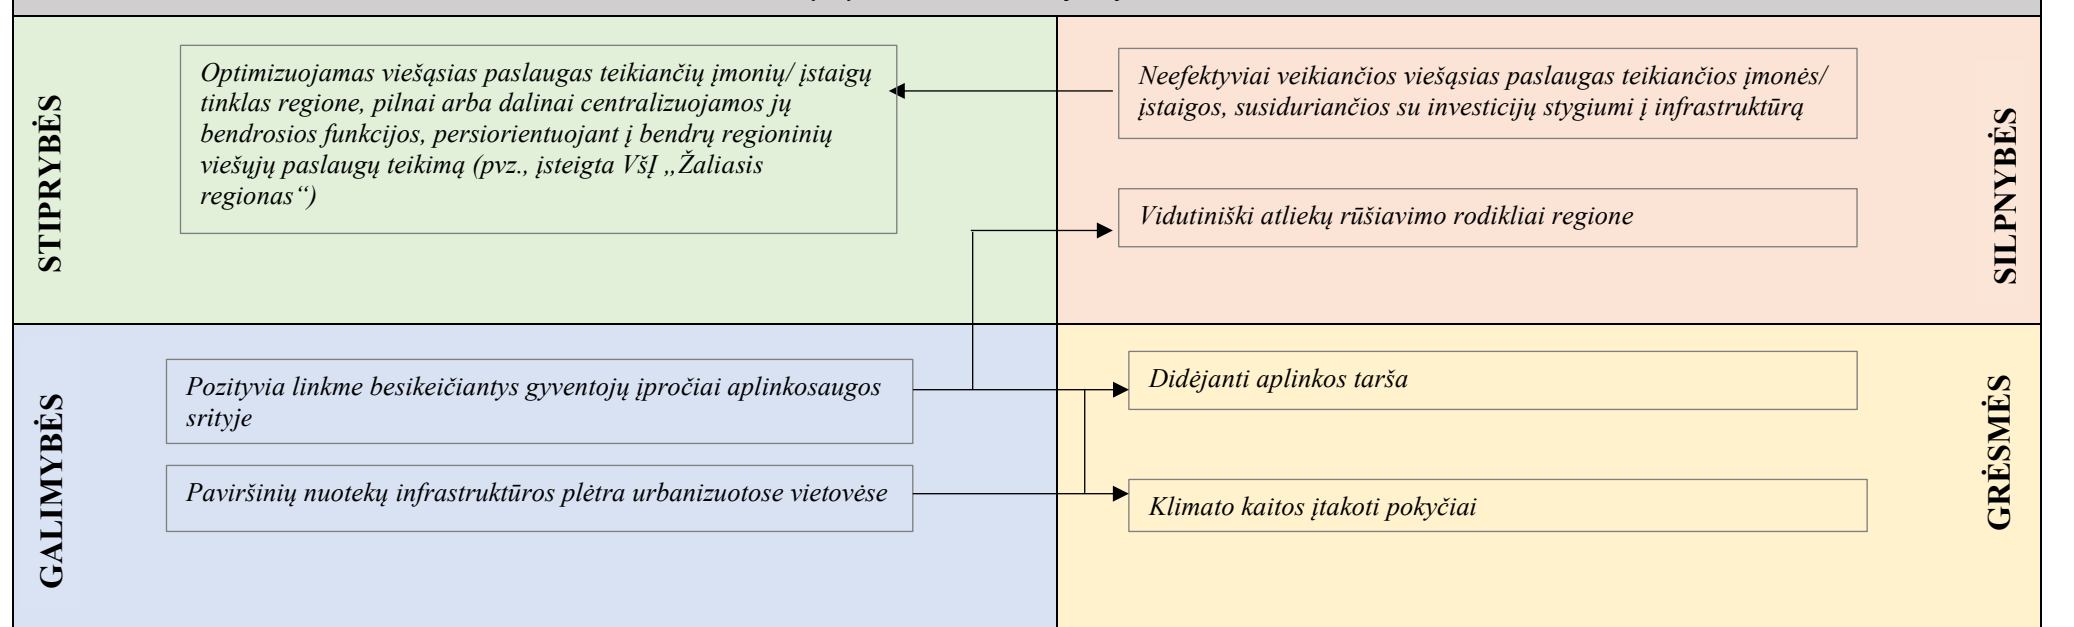 STIPRYBĖS
Optimizuojamas viešąsias paslaugas teikiančių įmonių/ įstaigų
tinklas regione, pilnai arba dalinai centralizuojamos jų
bendrosios funkcijos, persiorientuojant į bendrų regioninių
viešųjų paslaugų teikimą (pvz., įsteigta VšĮ „Žaliasis
regionas“)
Neefektyviai veikiančios viešąsias paslaugas teikiančios įmonės/
įstaigos, susiduriančios su investicijų stygiumi į infrastruktūrą
Vidutiniški atliekų rūšiavimo rodikliai regione
SILPNYBĖS
GALIMYBĖS
Pozityvia linkme besikeičiantys gyventojų įpročiai aplinkosaugos
srityje
Paviršinių nuotekų infrastruktūros plėtra urbanizuotose vietovėse
Didėjanti aplinkos tarša
Klimato kaitos įtakoti pokyčiai
GRĖSMĖS